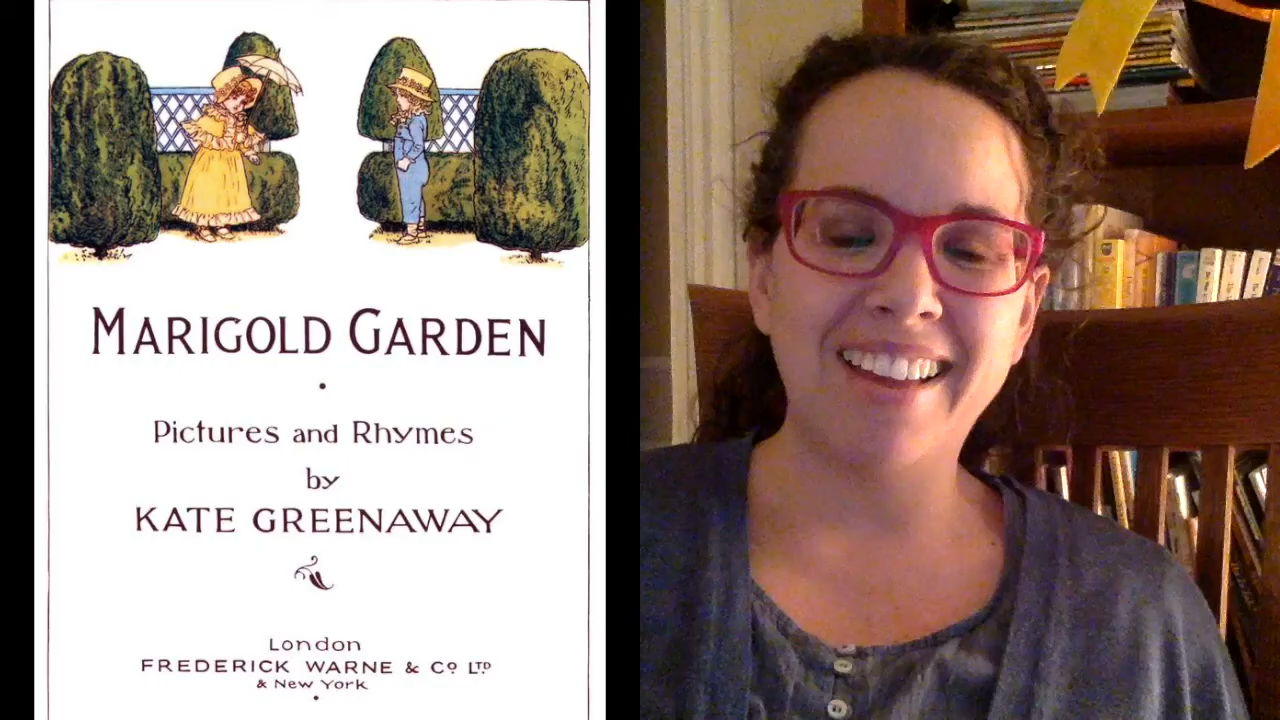 MARIGOLD GARDEN
Pictures and Rhymes
by
KATE GREENAWAY
London
FREDERICK WARNE & Cº LTD
& New York